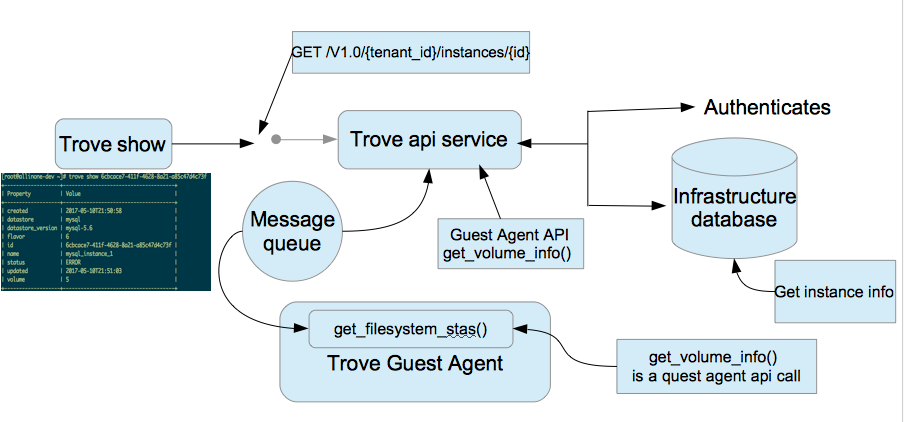 GET /V1.0/{tenant_id}/instances/{id}
Authenticates
Trove show
Trove api service
[root@allinone-dev ~]# trove show 6cbcace7-411f-4628-8a21-a85c47d4c73f
| Property | Value |
| created | 2017-05-10T21:50:58 |
| datastore | mysql |
| datastore_version | mysql-5.6 |
| flavor | 6 |
| id | 6cbcace7-411f-4628-8a21-a85c47d4c73f |
| name | mysql_instance_1 |
| status | ERROR |
| updated | 2017-05-10T21:51:03 |
| volume | 5 |
Message
queue
Guest Agent API
get_volume_info()
Infrastructure
database
Get instance info
get_filesystem_stas()
Trove Guest Agent
get_volume_info()
is a quest agent api call